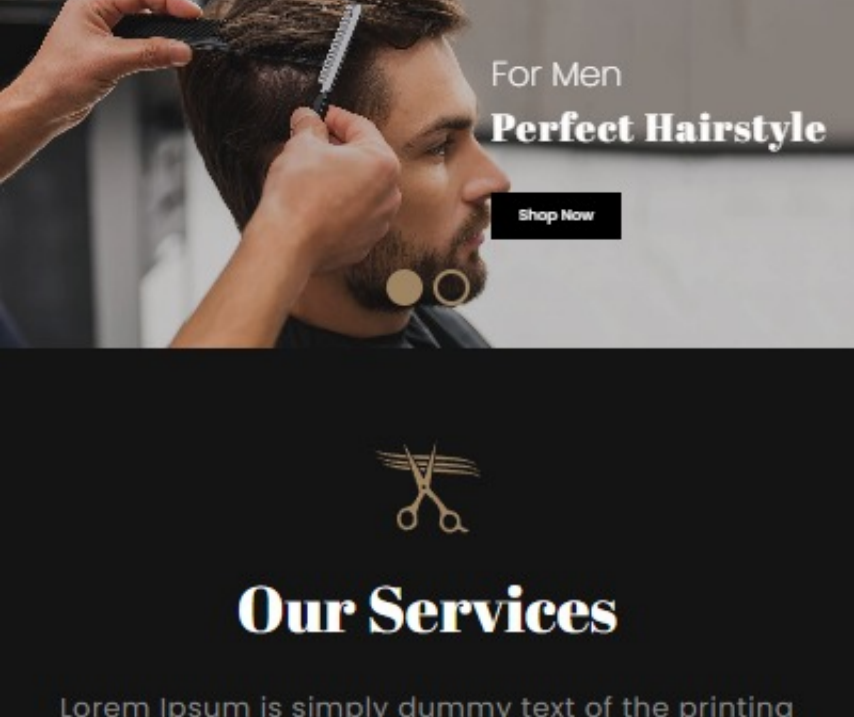 For Men
Perfect Hairstyle
Shop Now
Our Services
Lorem Ipsum is simply dummy text of the printing